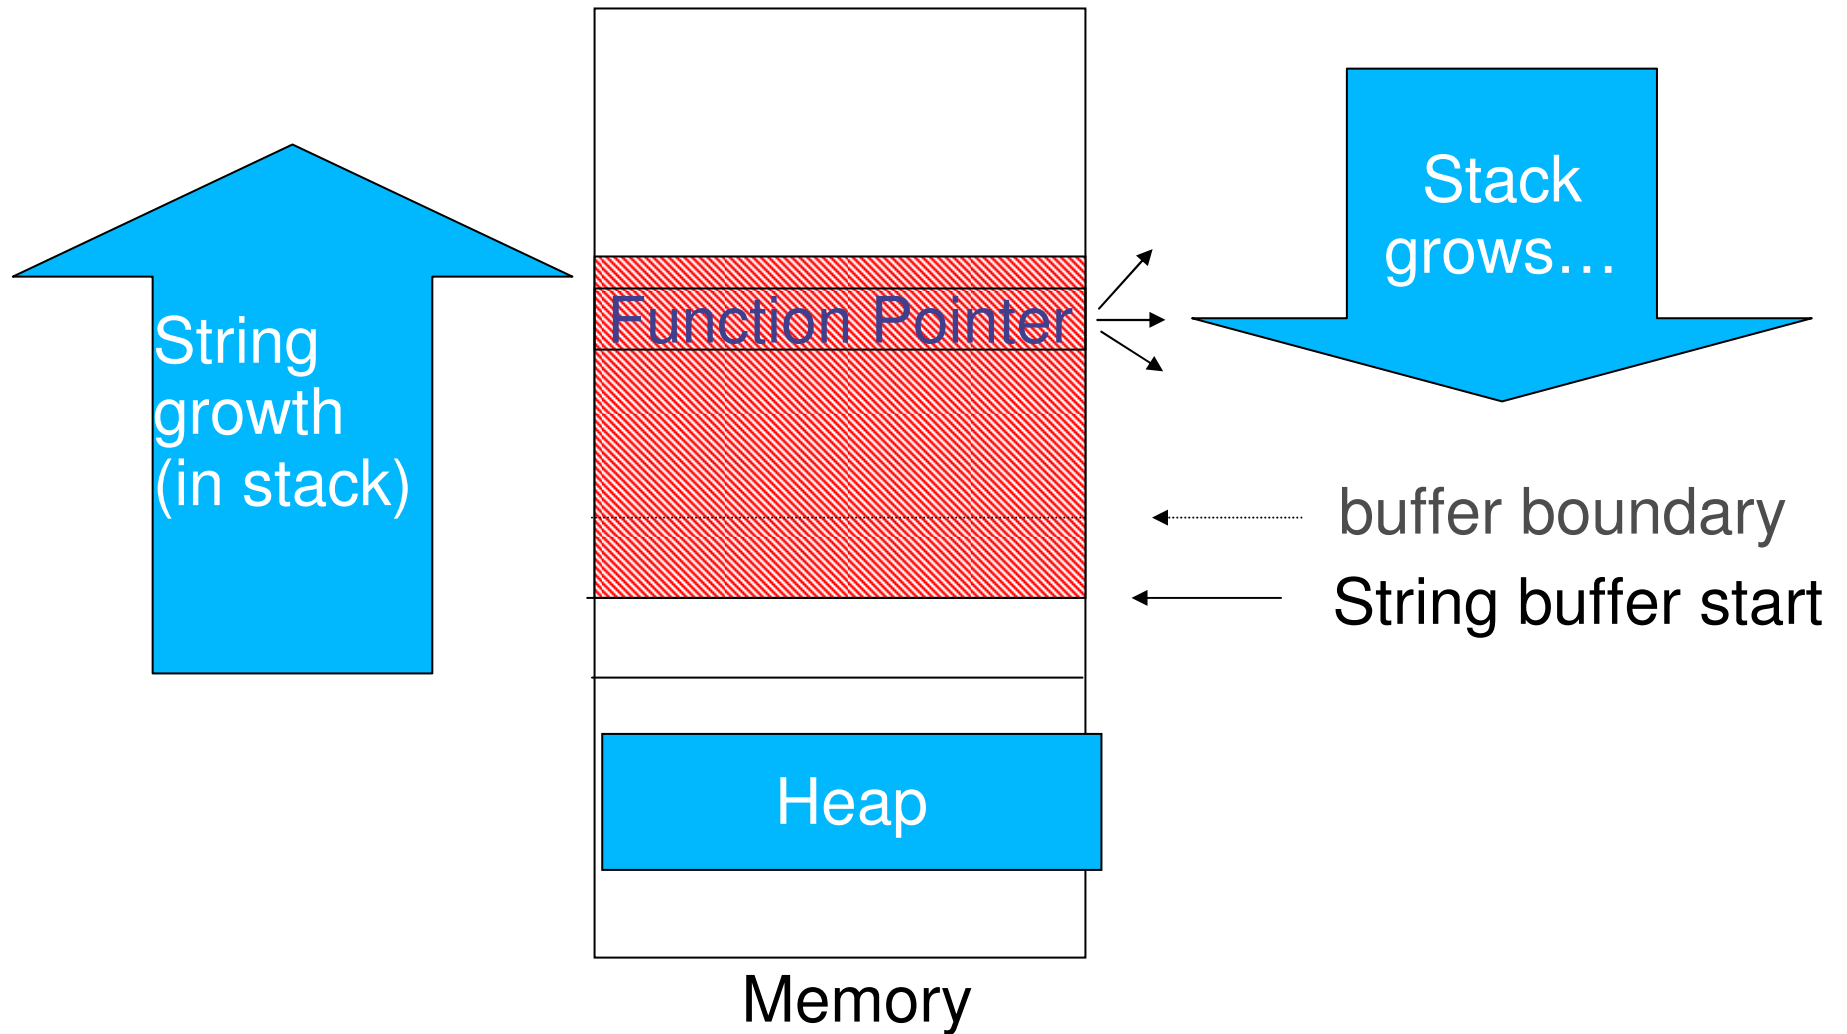 Stack
grows…
Function Pointer
String
growth
(in stack)
buffer boundary
String buffer start
Heap
Memory